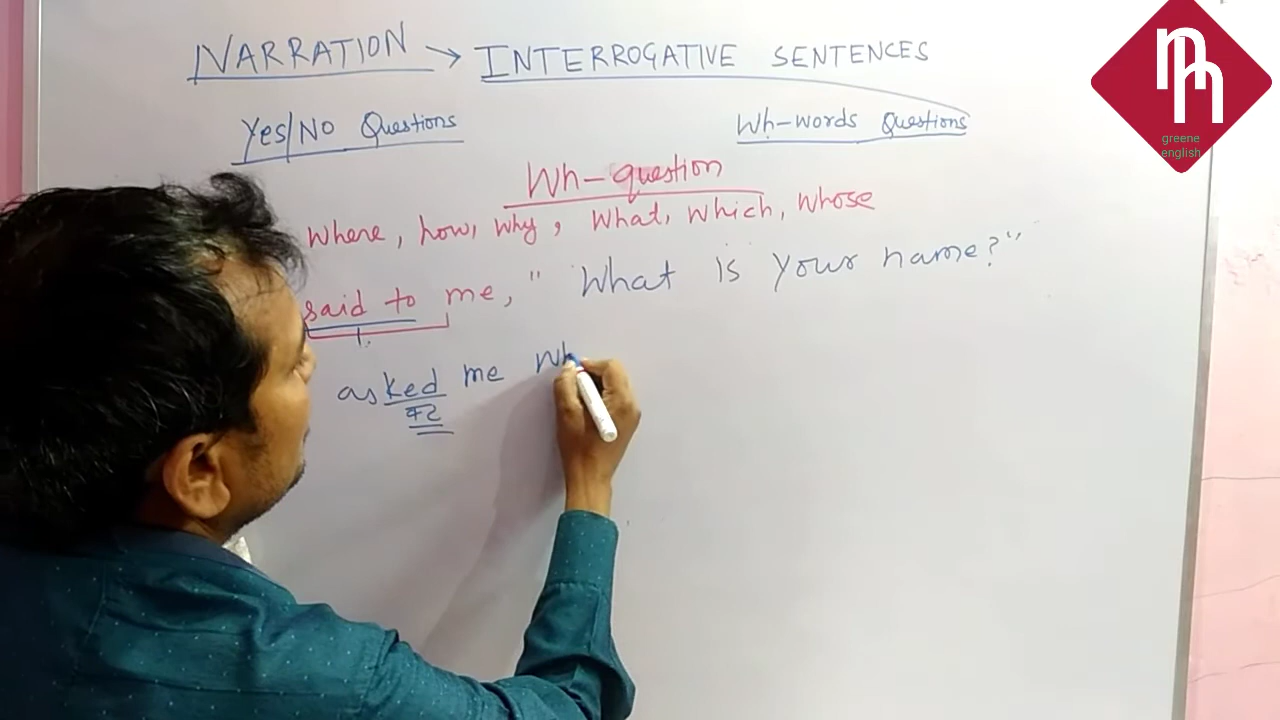 NARRATION → INTERROGATIVE SENTENCES
Yes/No Questions Wh-words Questions
Wh-question
where, how, why, what, which, whose
said to me, " What is your name?"
asked me wh
greene
english